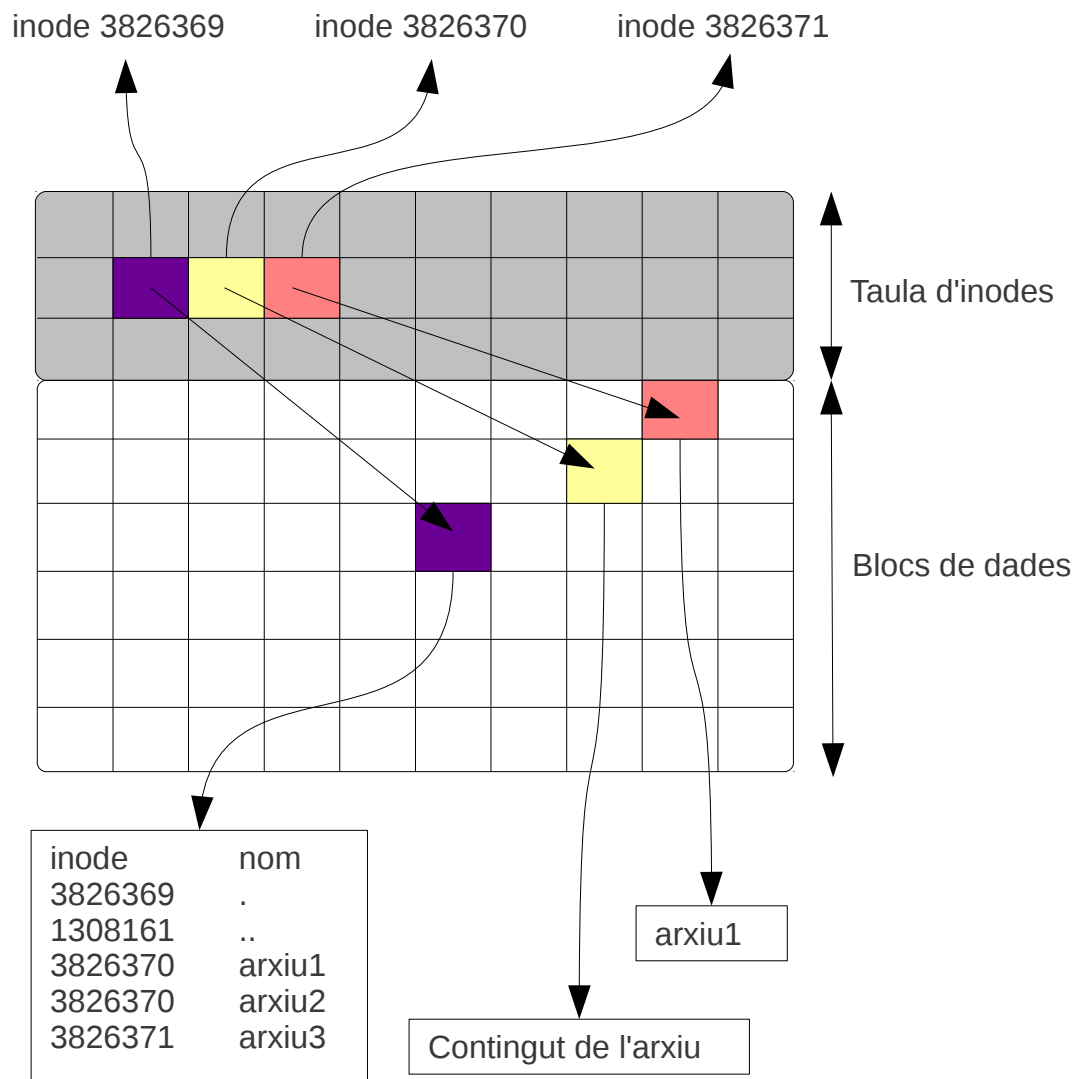 inode 3826369 inode 3826370 inode 3826371
Taula d'inodes
Blocs de dades
inode nom
3826369 .
1308161 ..
3826370 arxiu1
3826370 arxiu2
3826371 arxiu3
arxiu1
Contingut de l'arxiu